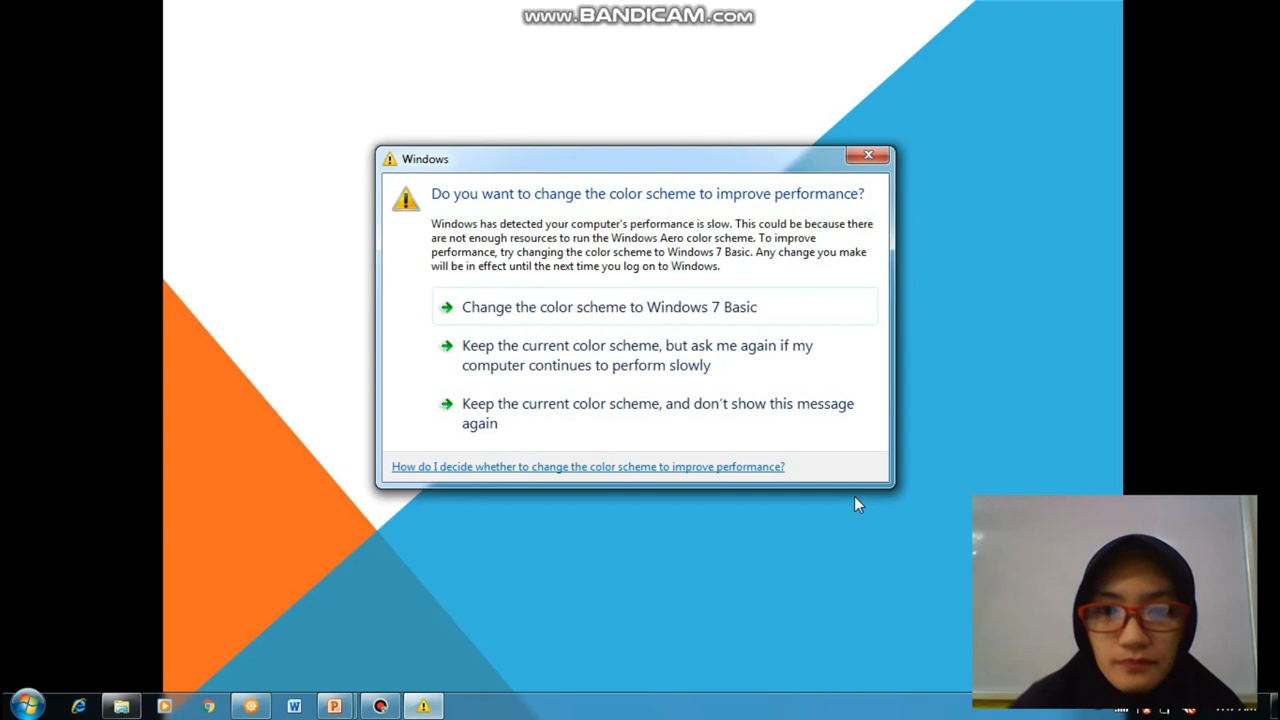 www.BANDICAM.com
Windows
Do you want to change the color scheme to improve performance?
Windows has detected your computer's performance is slow. This could be because there
are not enough resources to run the Windows Aero color scheme. To improve
performance, try changing the color scheme to Windows 7 Basic. Any change you make
will be in effect until the next time you log on to Windows.
Change the color scheme to Windows 7 Basic
Keep the current color scheme, but ask me again if my
computer continues to perform slowly
Keep the current color scheme, and don't show this message
again
How do I decide whether to change the color scheme to improve performance?